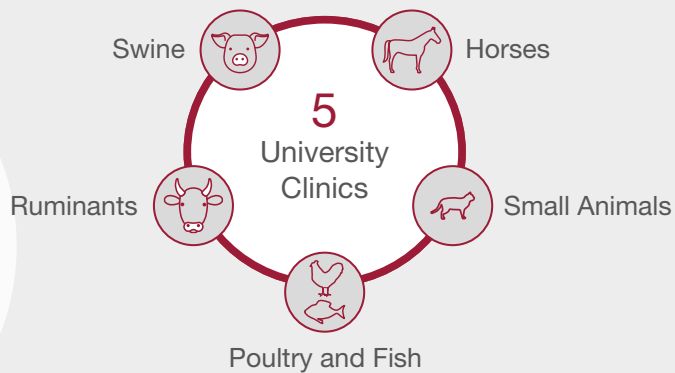 Swine
Horses
5
University
Clinics
Ruminants
Small Animals
Poultry and Fish